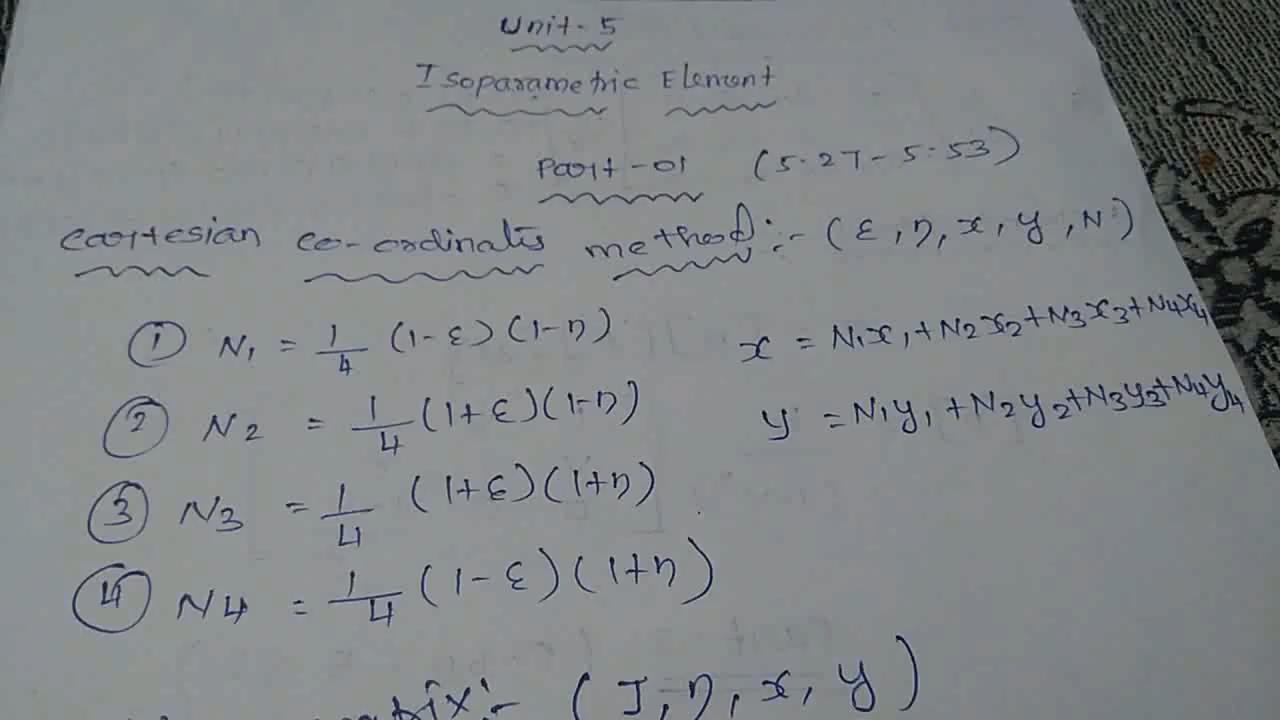 Unit-5
Isoparametric Element
Part-01 (5.27-5.53)
Cartesian co-ordinates method:- (ε, η, x, y, N)
① N1 = 1/4 (1-ε)(1-η)
x = N1x1+N2x2+N3x3+N4x4
② N2 = 1/4 (1+ε)(1-η)
y = N1y1+N2y2+N3y3+N4y4
③ N3 = 1/4 (1+ε)(1+η)
④ N4 = 1/4 (1-ε)(1+η)
(J, η, x, y)